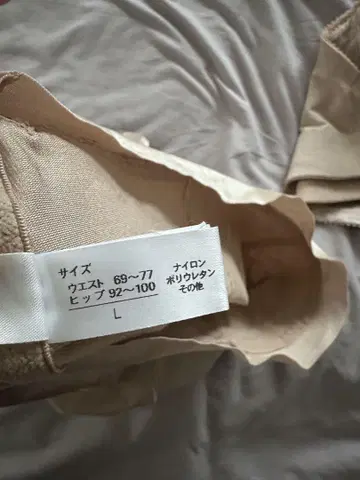 サイズ
ウエスト 69〜77
ヒップ 92〜100
L
ナイロン
ポリウレタン
その他